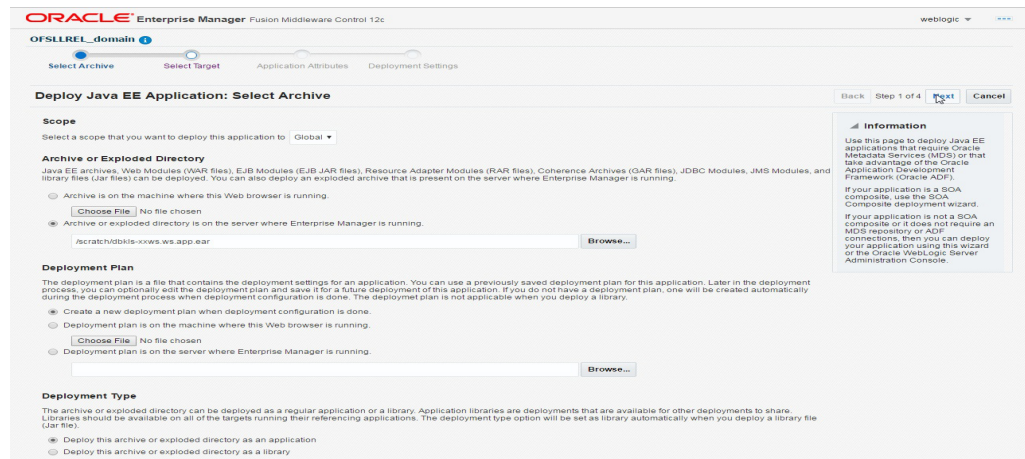 ORACLE® Enterprise Manager Fusion Middleware Control 12c
weblogic
OFSLLREL_domain
Select Archive
Select Target
Application Attributes
Deployment Settings
Deploy Java EE Application: Select Archive
Back Step 1 of 4 Next Cancel
Scope
Select a scope that you want to deploy this application to Global
Archive or Exploded Directory
Java EE archives, Web Modules (WAR files), EJB Modules (EJB JAR files), Resource Adapter Modules (RAR files), Coherence Archives (GAR files), JDBC Modules, JMS Modules, and
library files (Jar files) can be deployed. You can also deploy an exploded archive that is present on the server where Enterprise Manager is running.
Archive is on the machine where this Web browser is running.
Choose File No file chosen
Archive or exploded directory is on the server where Enterprise Manager is running.
/scratch/dbkls-xxws.ws.app.ear
Browse...
Deployment Plan
The deployment plan is a file that contains the deployment settings for an application. You can use a previously saved deployment plan for this application. Later in the deployment
process, you can optionally edit the deployment plan and save it for a future deployment of this application. If you do not have a deployment plan, one will be created automatically
during the deployment process when deployment configuration is done. The deploymet plan is not applicable when you deploy a library.
Create a new deployment plan when deployment configuration is done.
Deployment plan is on the machine where this Web browser is running.
Choose File No file chosen
Deployment plan is on the server where Enterprise Manager is running.
Browse...
Deployment Type
The archive or exploded directory can be deployed as a regular application or a library. Application libraries are deployments that are available for other deployments to share.
Libraries should be available on all of the targets running their referencing applications. The deployment type option will be set as library automatically when you deploy a library file
(Jar file).
Deploy this archive or exploded directory as an application
Deploy this archive or exploded directory as a library
Information
Use this page to deploy Java EE
applications that require Oracle
Metadata Services (MDS) or that
take advantage of the Oracle
Application Development
Framework (Oracle ADF).
If your application is a SOA
composite, use the SOA
Composite deployment wizard.
If your application is not a SOA
composite or it does not require an
MDS repository or ADF
connections, then you can deploy
your application using this wizard
or the Oracle WebLogic Server
Administration Console.